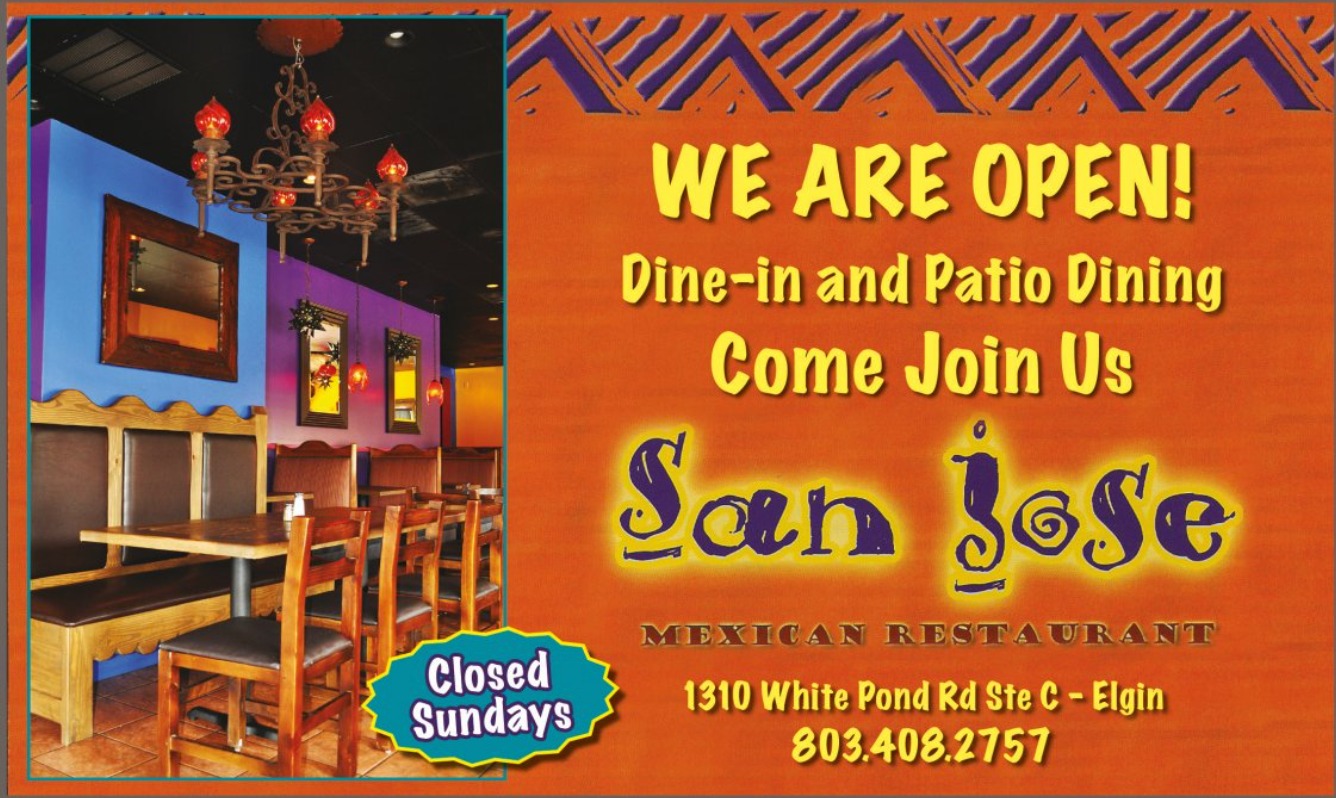 WE ARE OPEN!
Dine-in and Patio Dining
Come Join Us
San Jose
MEXICAN RESTAURANT
1310 White Pond Rd Ste C - Elgin
803.408.2757
Closed
Sundays